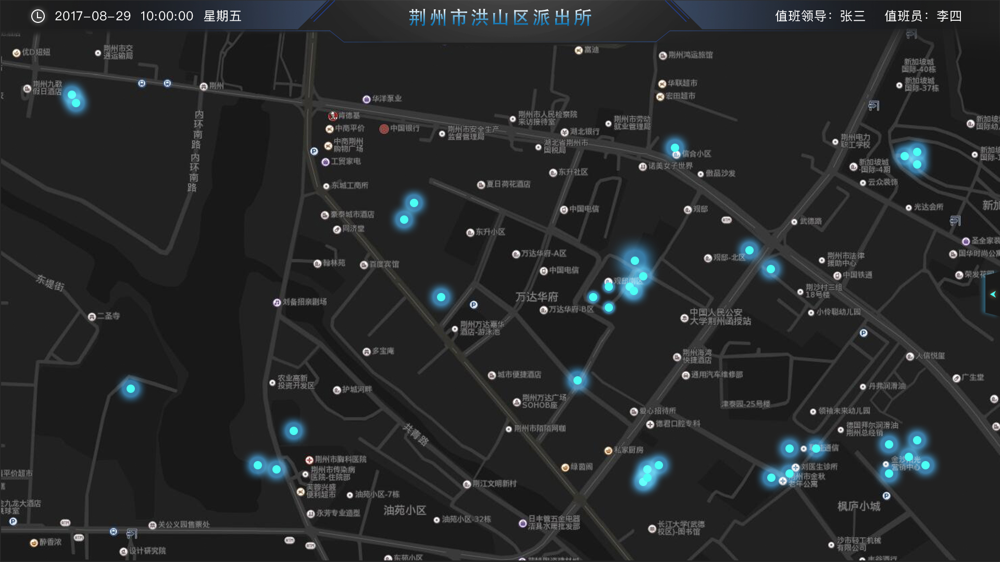 2017-08-29 10:00:00 星期五
荆州市洪山区派出所
值班领导：张三 值班员：李四
优D妞妞
荆州市交
通运输局
富迪
荆州鸿运旅馆
新加坡城
国际-40栋
新加坡城
国际-37栋
荆州九歌
假日酒店
荆州
华联超市
宏田超市
华洋泵业
肯德基
中商平价
中国银行
中商荆州
购物广场
工贸家电
东城工商所
荆州市安全生产
监督管理局
荆州市人民检察院
来访接待室
湖北银行
湖北省荆州市
国税局
荆州市劳动
就业管理局
信合小区
诺美女子世界
傲品沙发
荆州电力
职工学校
新加坡城
国际-4期
云众装饰
光达会所
内环南路
内环南路
东升社区
夏日荷花酒店
豪泰城市酒店
同济堂
中国电信
观邸
武德路
东升小区
万达华府-A区
中国电信
观邸-北区
荆州市法律
援助中心
中国铁通
圣全家装
国华时尚公寓
荣发花园
翰林苑
百度宾馆
东堤街
观邸南区
万达华府
万达华府-B区
荆沙村三组
18号楼
小伶聪幼儿园
刘备招亲剧场
二圣寺
荆州万达嘉华
酒店-游泳池
中国人民公安
大学荆州函授站
多宝庵
荆州海湾
快捷酒店
人信悦玺
城市便捷酒店
通用汽车维修部
农业高新
投资开发区
护城河畔
丹弗润滑油
广生堂
荆州万达广场
SOHOB座
津泰园-25号楼
爱心招待所
领袖未来幼儿园
德君口腔专科
德国拜尔润滑油
荆州总经销
共青路
荆州市陌陌网咖
私家厨房
通信
荆州市胸科医院
绿茵阁
刘医生诊所
营销中心
荆州市传染病
医院-住院部
荆州市金秋
老年公寓
平价超市
荆江文明新村
芙蓉兴盛
便利超市
油苑小区-7栋
九龙大酒店
油苑小区
枫庐小城
永芳专业造型
油苑小区-32栋
日丰管五金电器
洁具水暖批发部
关公义园售票处
长江大学(武德
校区)-图书馆
醉香浓
设计研究院
沙市轻工机械
有限公司
东苑小区